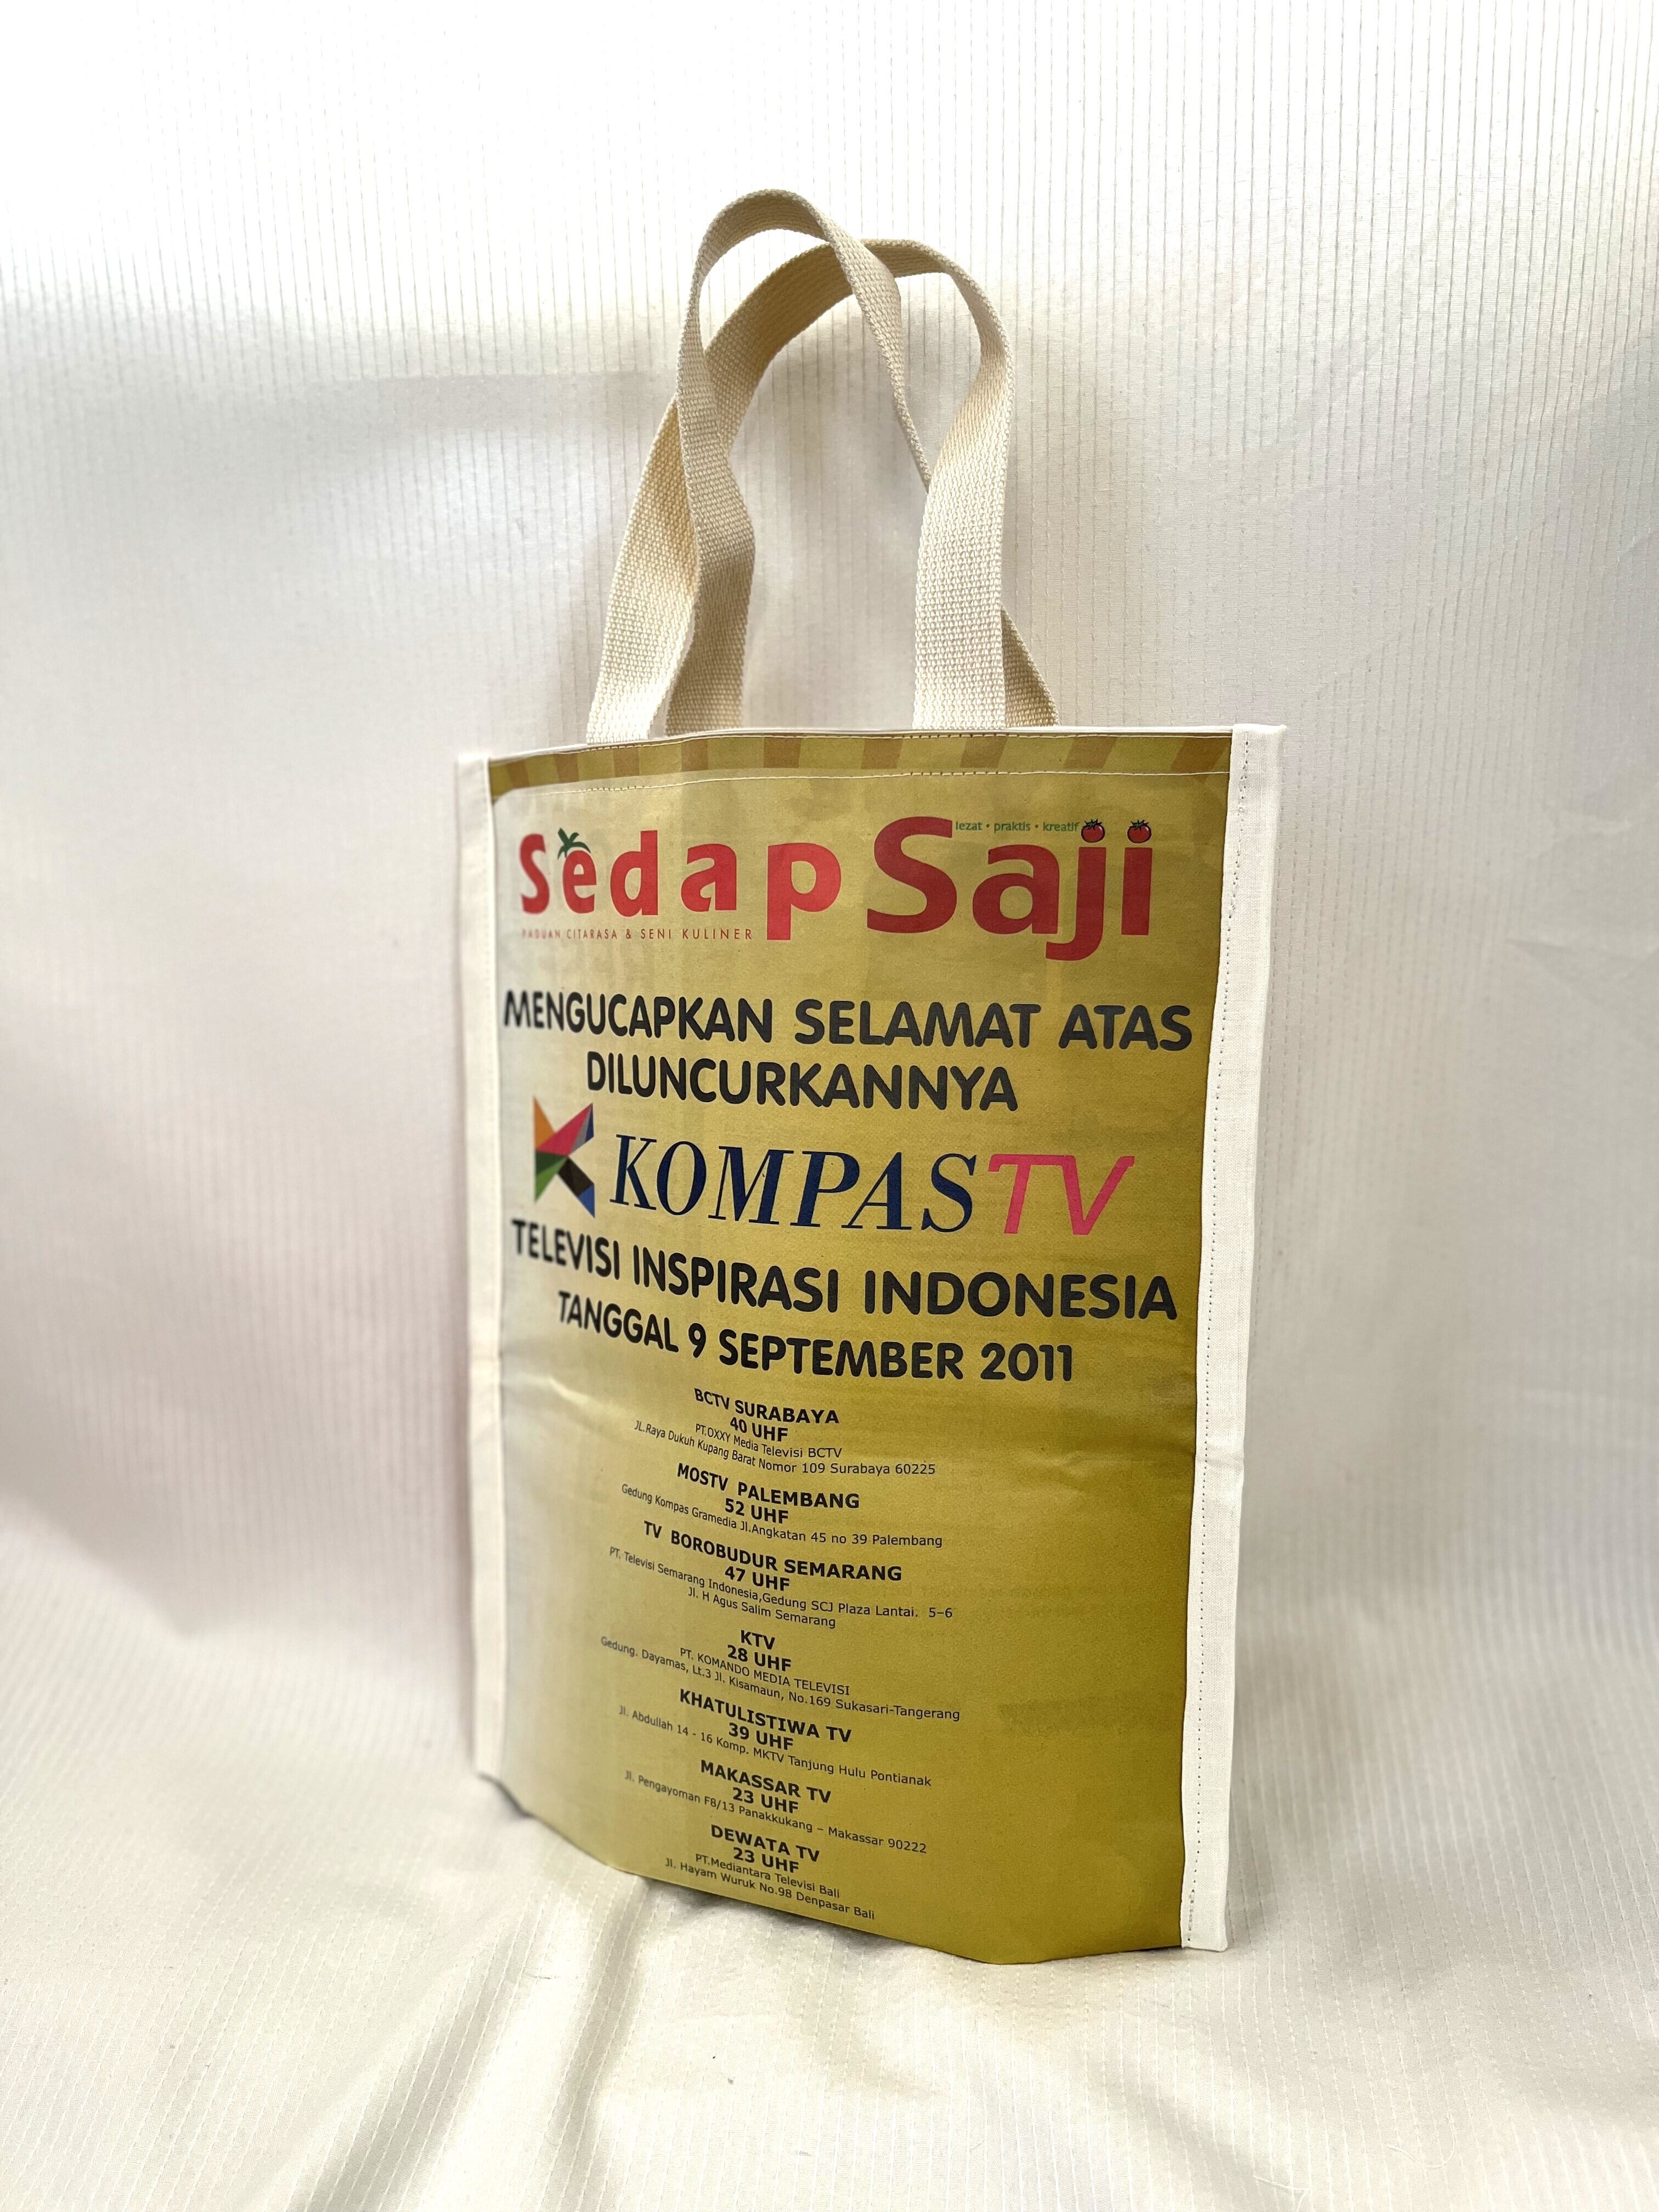 Sedap Saji
lezat • praktis • kreatif
PADUAN CITARASA & SENI KULINER
MENGUCAPKAN SELAMAT ATAS
DILUNCURKANNYA
KOMPASTV
TELEVISI INSPIRASI INDONESIA
TANGGAL 9 SEPTEMBER 2011
BCTV SURABAYA
40 UHF
PT.OXXY Media Televisi BCTV
JL.Raya Dukuh Kupang Barat Nomor 109 Surabaya 60225
MOSTV PALEMBANG
52 UHF
Gedung Kompas Gramedia Jl.Angkatan 45 no 39 Palembang
TV BOROBUDUR SEMARANG
47 UHF
PT. Televisi Semarang Indonesia,Gedung SCJ Plaza Lantai. 5-6
Jl. H Agus Salim Semarang
KTV
28 UHF
PT. KOMANDO MEDIA TELEVISI
Gedung. Dayamas, Lt.3 Jl. Kisamaun, No.169 Sukasari-Tangerang
KHATULISTIWA TV
39 UHF
Jl. Abdullah 14 - 16 Komp. MKTV Tanjung Hulu Pontianak
MAKASSAR TV
23 UHF
Jl. Pengayoman F8/13 Panakkukang – Makassar 90222
DEWATA TV
23 UHF
PT.Mediantara Televisi Bali
Jl. Hayam Wuruk No.98 Denpasar Bali